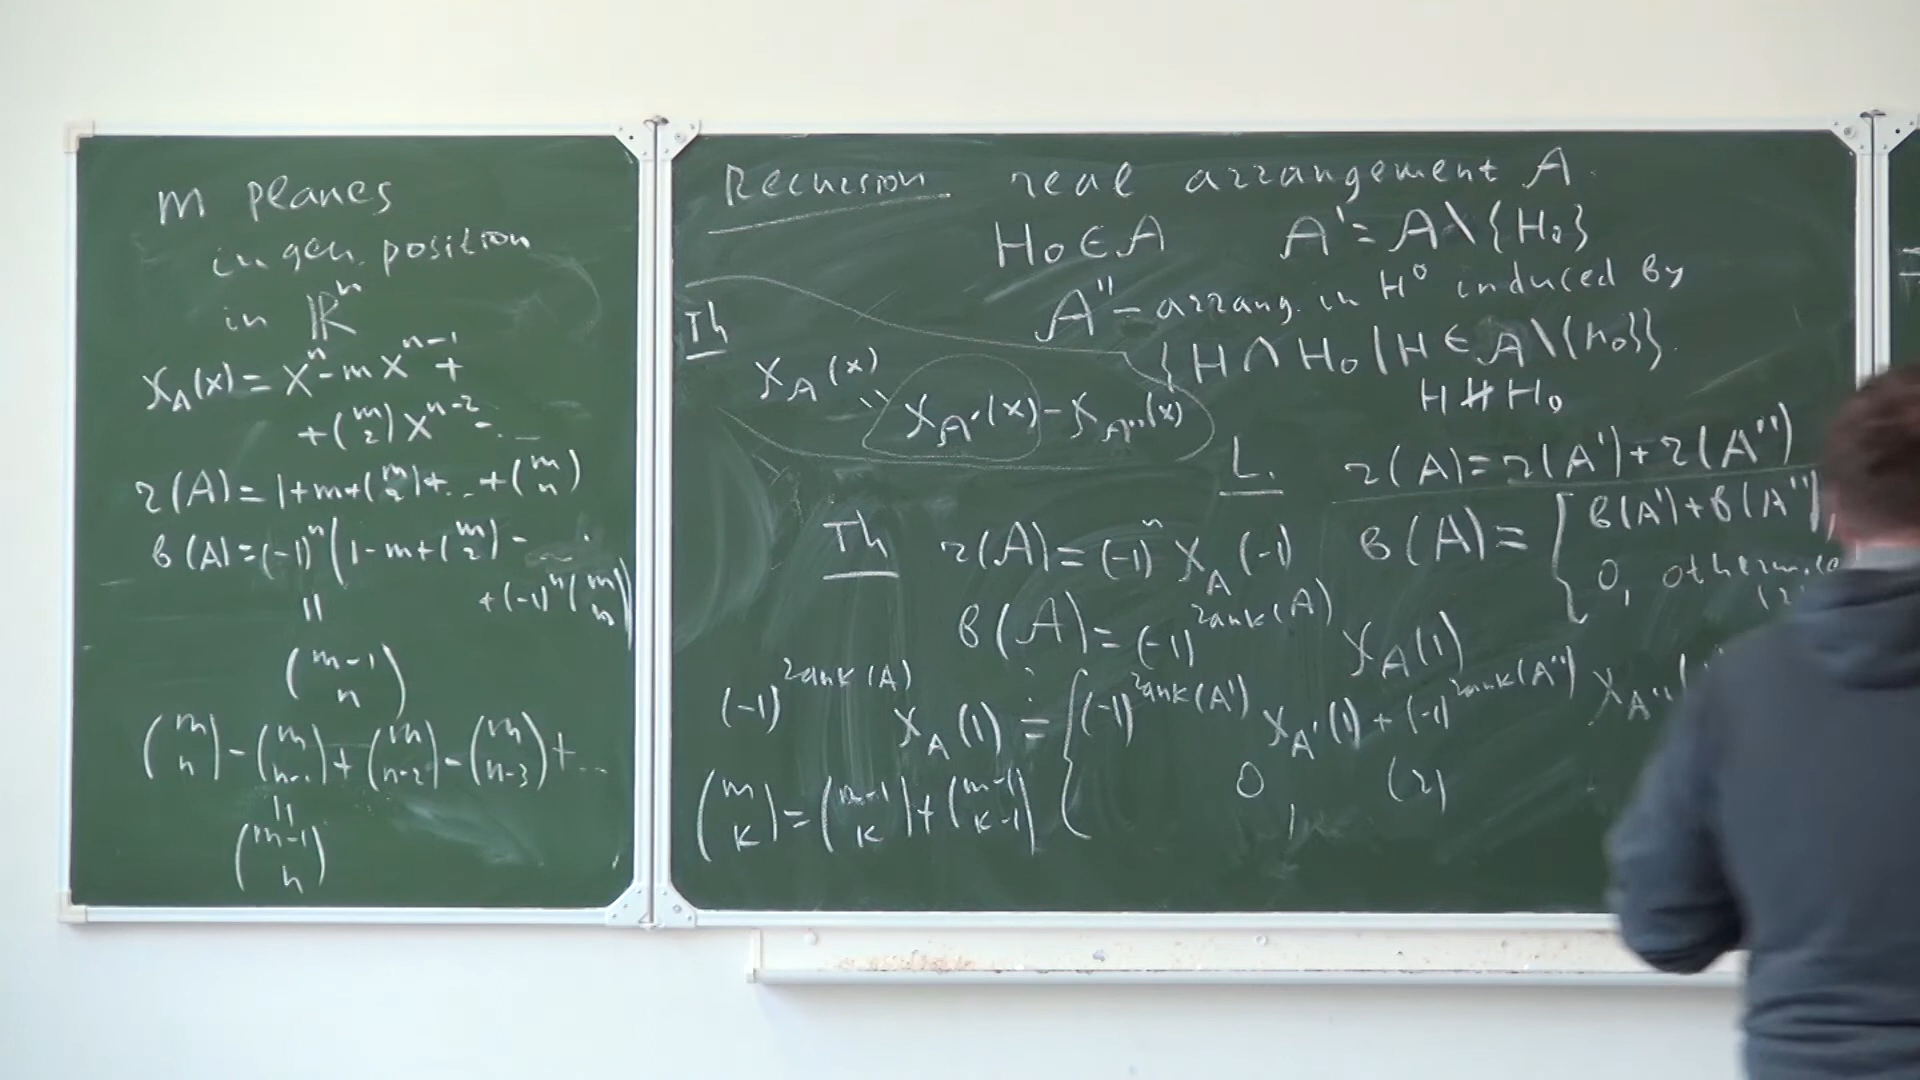 m planes
in gen. position
in ℝⁿ
χ_A(x) = xⁿ - m xⁿ⁻¹ +
+ (m 2) xⁿ⁻² - ...
r(A) = 1 + m + (m 2) + ... + (m n)
b(A) = (-1)ⁿ (1 - m + (m 2) - ...
+ (-1)ⁿ (m n))
||
(m-1 n)
(m n) - (m n-1) + (m n-2) - (m n-3) + ...
||
(m-1 n)
Recursion real arrangement A
H₀ ∈ A A' = A \ {H₀}
A'' - arrang. in H⁰ induced by
{H ∩ H₀ | H ∈ A \ {H₀}}.
H ∦ H₀
Th
χ_A(x)
||
χ_A'(x) - χ_A''(x)
L. r(A) = r(A') + r(A'')
b(A) = { b(A') + b(A''),
0,
(2)
Th r(A) = (-1)ⁿ χ_A(-1)
b(A) = (-1)^rank(A) χ_A(1)
(-1)^rank(A) χ_A(1) = { (-1)^rank(A') χ_A'(1) + (-1)^rank(A'') χ_A''(
0, (2)
(m k) = (m-1 k) + (m-1 k-1)